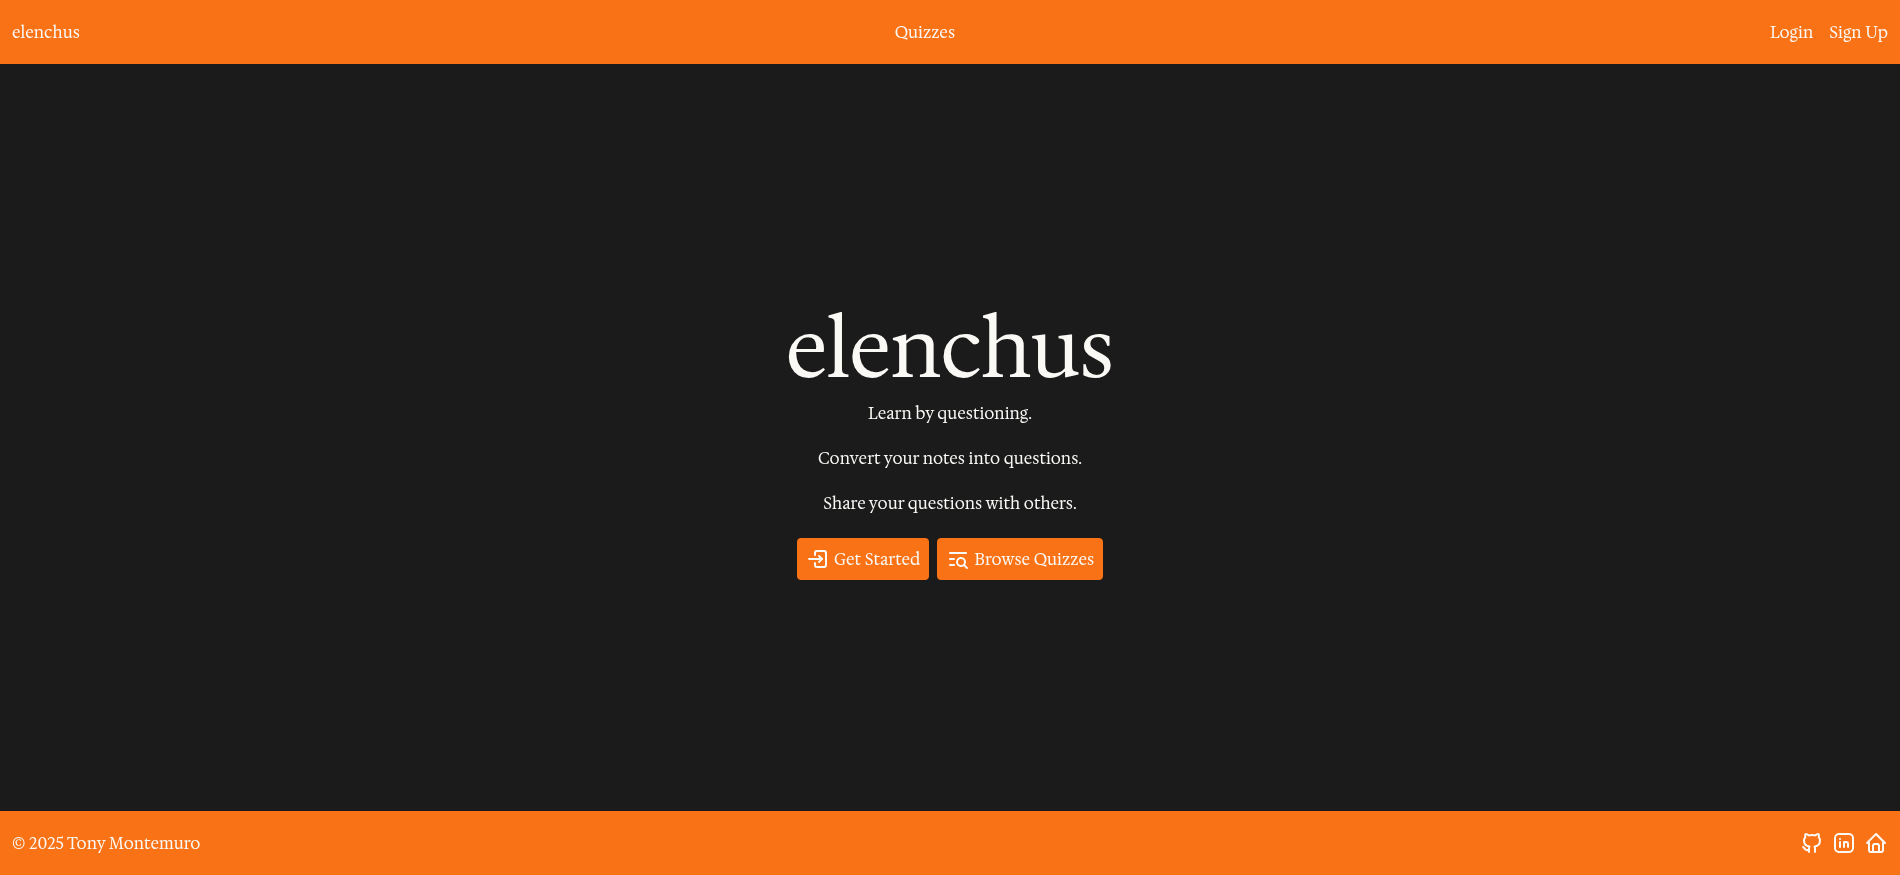 elenchus
Quizzes
Login
Sign Up
elenchus
Learn by questioning.
Convert your notes into questions.
Share your questions with others.
Get Started
Browse Quizzes
© 2025 Tony Montemuro
in